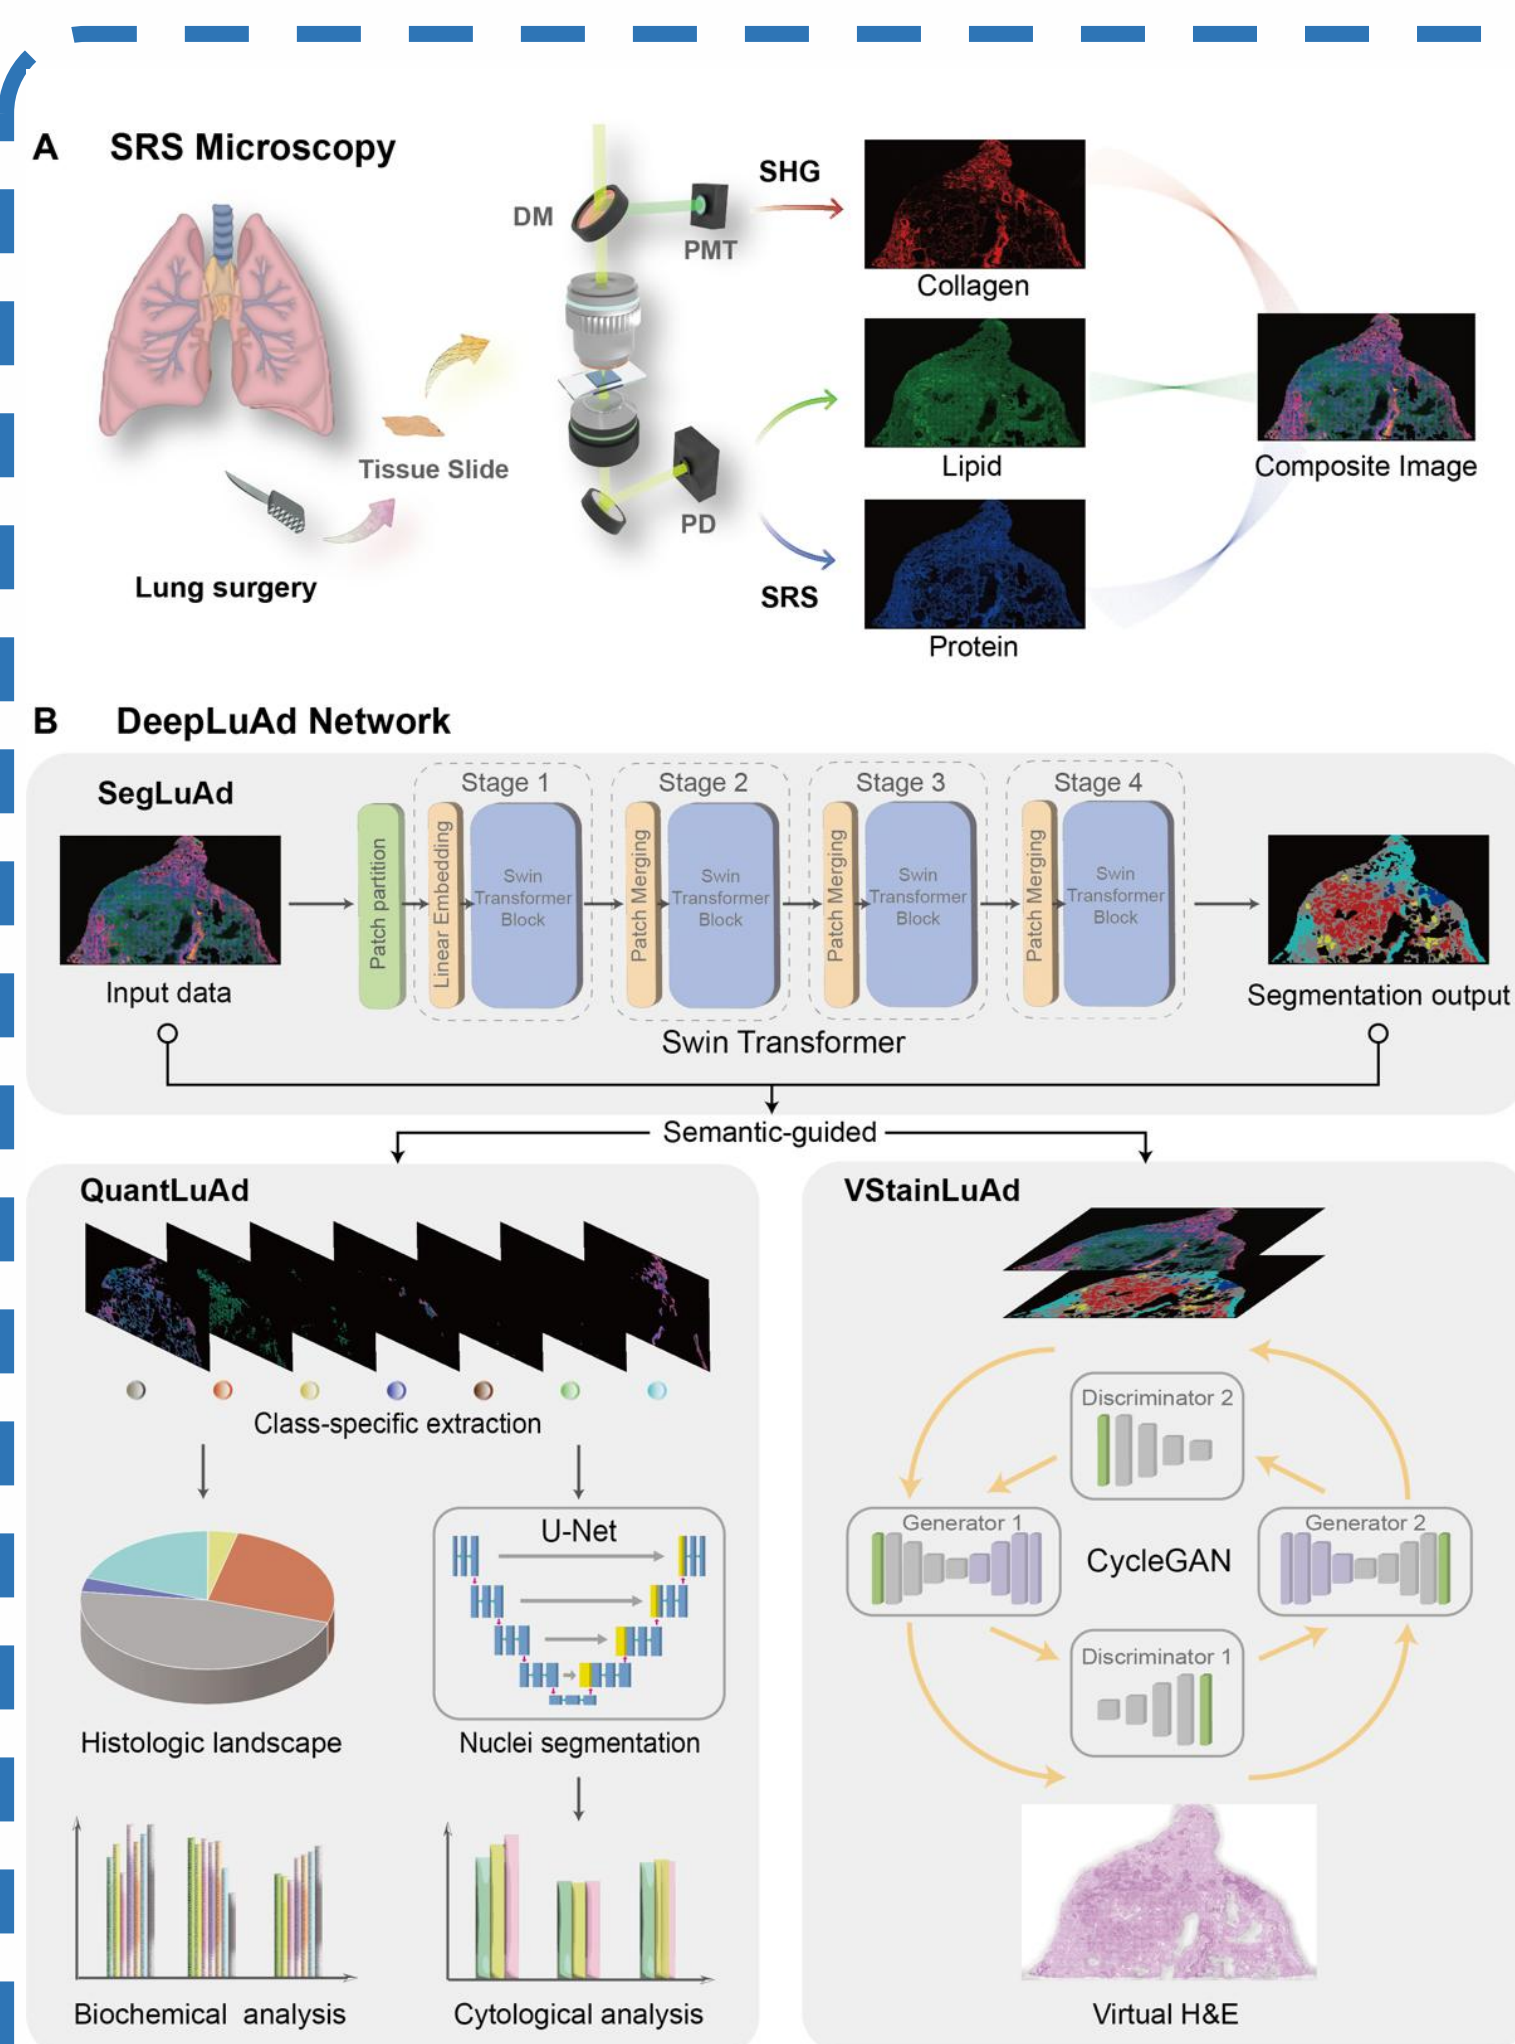 A SRS Microscopy
SHG
DM
PMT
Collagen
Lipid
Composite Image
Tissue Slide
PD
Lung surgery
SRS
Protein
B DeepLuAd Network
SegLuAd
Stage 1
Stage 2
Stage 3
Stage 4
Patch partition
Linear Embedding
Swin
Transformer
Block
Patch Merging
Swin
Transformer
Block
Patch Merging
Swin
Transformer
Block
Patch Merging
Swin
Transformer
Block
Input data
Segmentation output
Swin Transformer
Semantic-guided
QuantLuAd
Class-specific extraction
U-Net
Histologic landscape
Nuclei segmentation
Biochemical analysis
Cytological analysis
VStainLuAd
Discriminator 2
Generator 1
CycleGAN
Generator 2
Discriminator 1
Virtual H&E